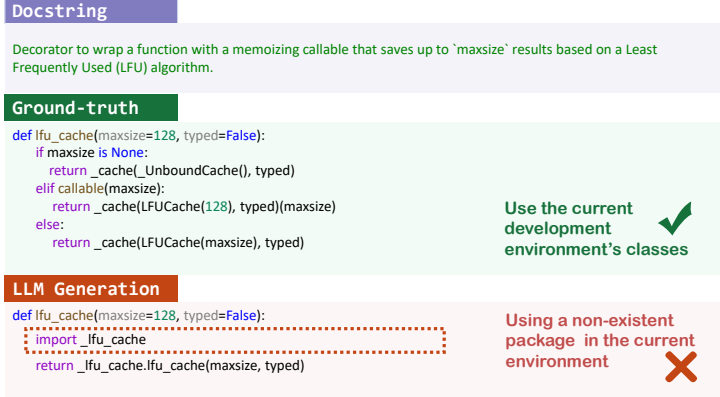 Docstring
Decorator to wrap a function with a memoizing callable that saves up to `maxsize` results based on a Least
Frequently Used (LFU) algorithm.
Ground-truth
def lfu_cache(maxsize=128, typed=False):
if maxsize is None:
return _cache(_UnboundCache(), typed)
elif callable(maxsize):
return _cache(LFUCache(128), typed)(maxsize)
else:
return _cache(LFUCache(maxsize), typed)
Use the current
development
environment's classes
LLM Generation
def lfu_cache(maxsize=128, typed=False):
import _lfu_cache
return _lfu_cache.lfu_cache(maxsize, typed)
Using a non-existent
package in the current
environment